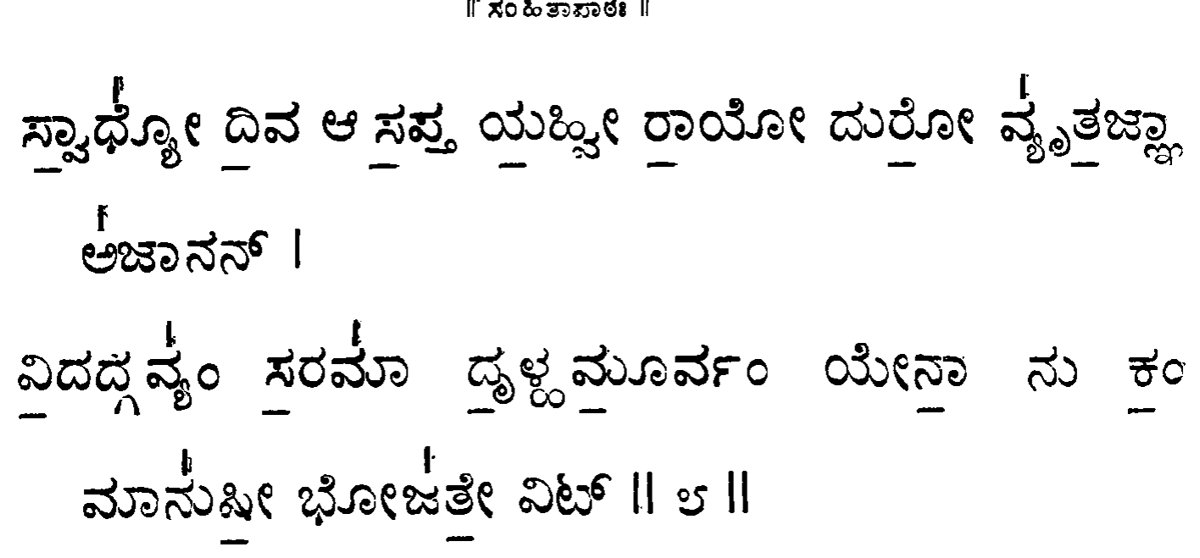 ॥ ಸಂಹಿತಾಪಾಠಃ ॥
ಸ್ವಾ॒ಧ್ಯೋ॑ ದಿ॒ವ ಆ ಸ॒ಪ್ತ ಯ॒ಹ್ವೀ ರಾ॒ಯೋ ದುರೋ॒ ವ್ಯೃ॑ತ॒ಜ್ಞಾ
ಅ॑ಜಾನನ್ ।
ವಿ॒ದದ್ಗವ್ಯಂ॑ ಸ॒ರಮಾ॑ ದೃ॒ಳ್ಹಮೂ॒ರ್ವಂ ಯೇನಾ॒ ನು ಕಂ॒
ಮಾನು॑ಷೀ॒ ಭೋಜ॑ತೇ॒ ವಿಟ್ ॥ ೮ ॥